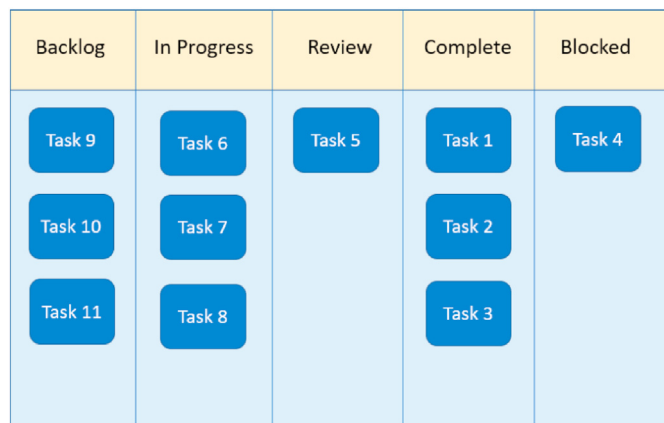 Backlog
In Progress
Review
Complete
Blocked
Task 9
Task 6
Task 5
Task 1
Task 4
Task 10
Task 7
Task 2
Task 11
Task 8
Task 3